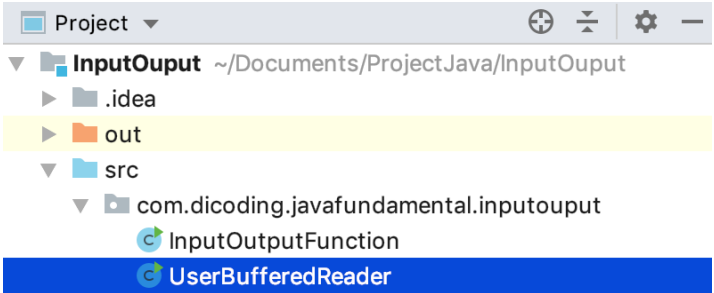 Project
InputOuput ~/Documents/ProjectJava/InputOuput
.idea
out
src
com.dicoding.javafundamental.inputouput
InputOutputFunction
UserBufferedReader